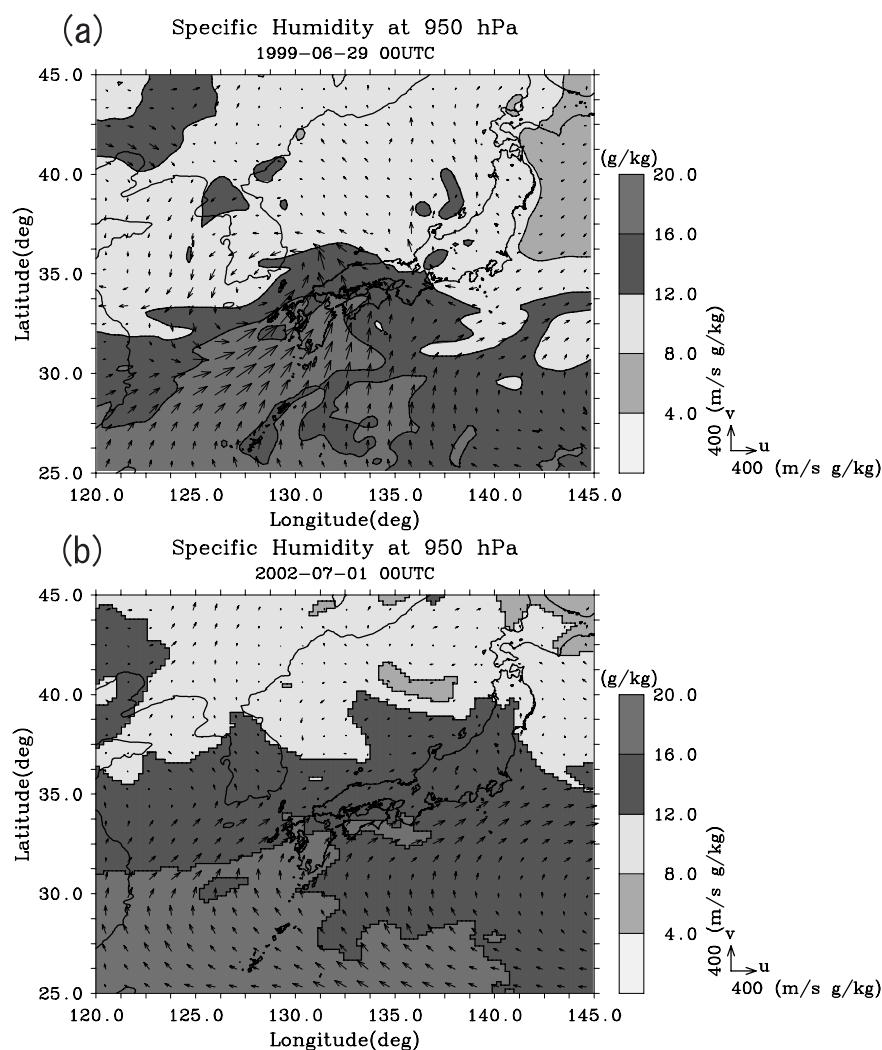 (a) Specific Humidity at 950 hPa
1999-06-29 00UTC
45.0
40.0
35.0
30.0
25.0
Latitude(deg)
120.0 125.0 130.0 135.0 140.0 145.0
Longitude(deg)
(g/kg)
20.0
16.0
12.0
8.0
4.0
400 (m/s g/kg)
v
u
400 (m/s g/kg)
(b) Specific Humidity at 950 hPa
2002-07-01 00UTC
45.0
40.0
35.0
30.0
25.0
Latitude(deg)
120.0 125.0 130.0 135.0 140.0 145.0
Longitude(deg)
(g/kg)
20.0
16.0
12.0
8.0
4.0
400 (m/s g/kg)
v
u
400 (m/s g/kg)